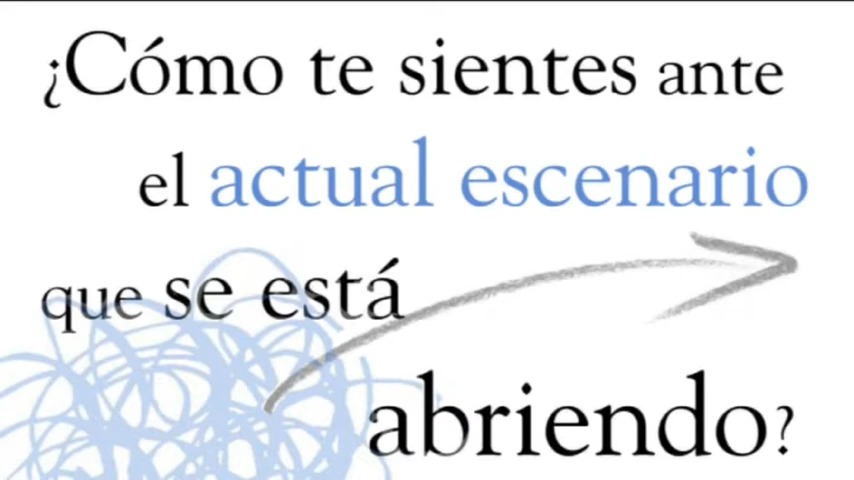 ¿Cómo te sientes ante
el actual escenario
que se está
abriendo?